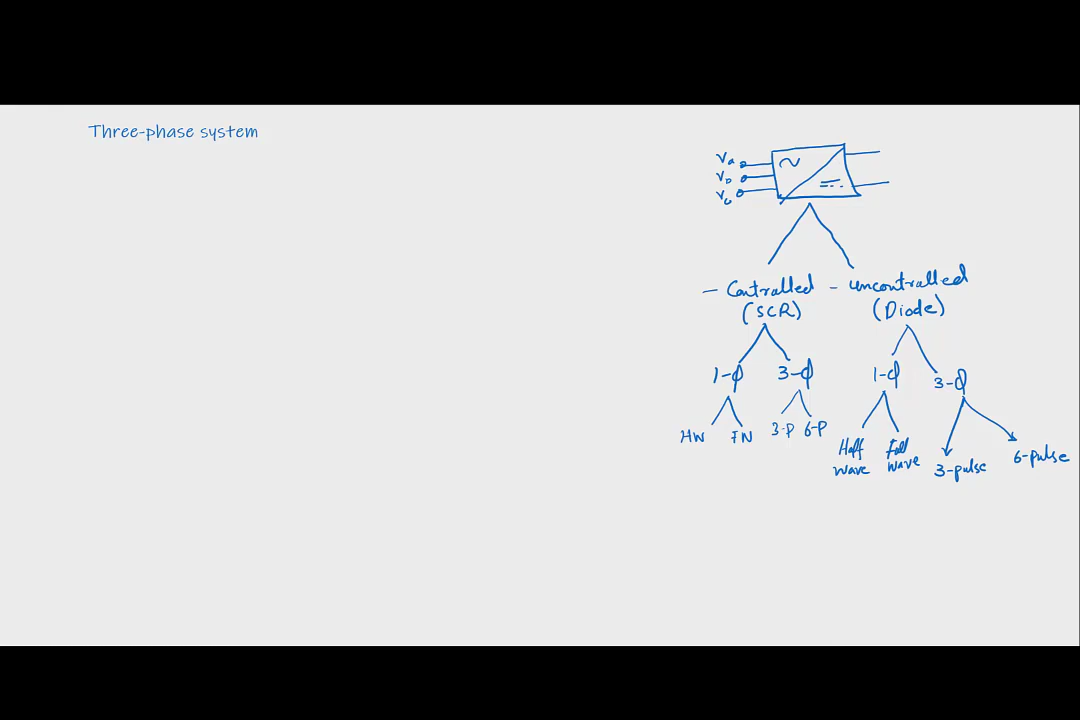 Three-phase system
Va
Vb
Vc
- Controlled - uncontrolled
(SCR) (Diode)
1-φ 3-φ 1-φ 3-φ
HW FW 3-P 6-P Half Full
wave wave 3-pulse 6-pulse